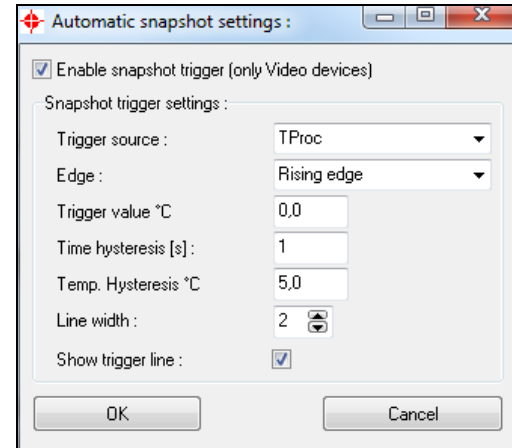 Automatic snapshot settings :
Enable snapshot trigger (only Video devices)
Snapshot trigger settings :
Trigger source : TProc
Edge : Rising edge
Trigger value °C 0,0
Time hysteresis [s] : 1
Temp. Hysteresis °C 5,0
Line width : 2
Show trigger line :
OK Cancel